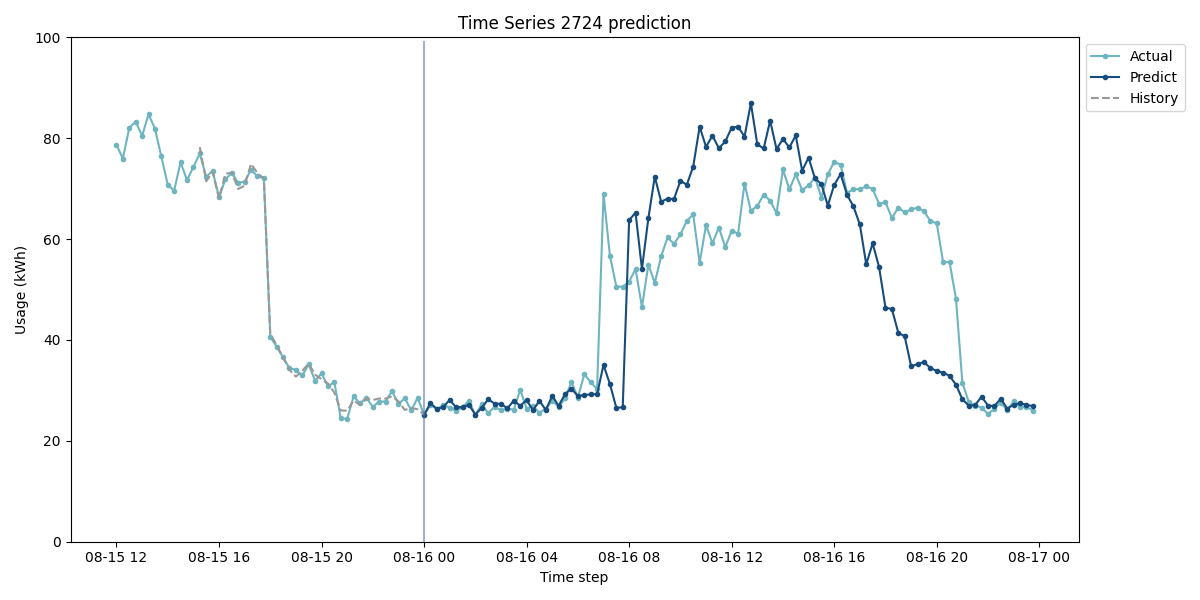 Time Series 2724 prediction
Usage (kWh)
100
80
60
40
20
0
08-15 12
08-15 16
08-15 20
08-16 00
08-16 04
08-16 08
08-16 12
08-16 16
08-16 20
08-17 00
Time step
Actual
Predict
History